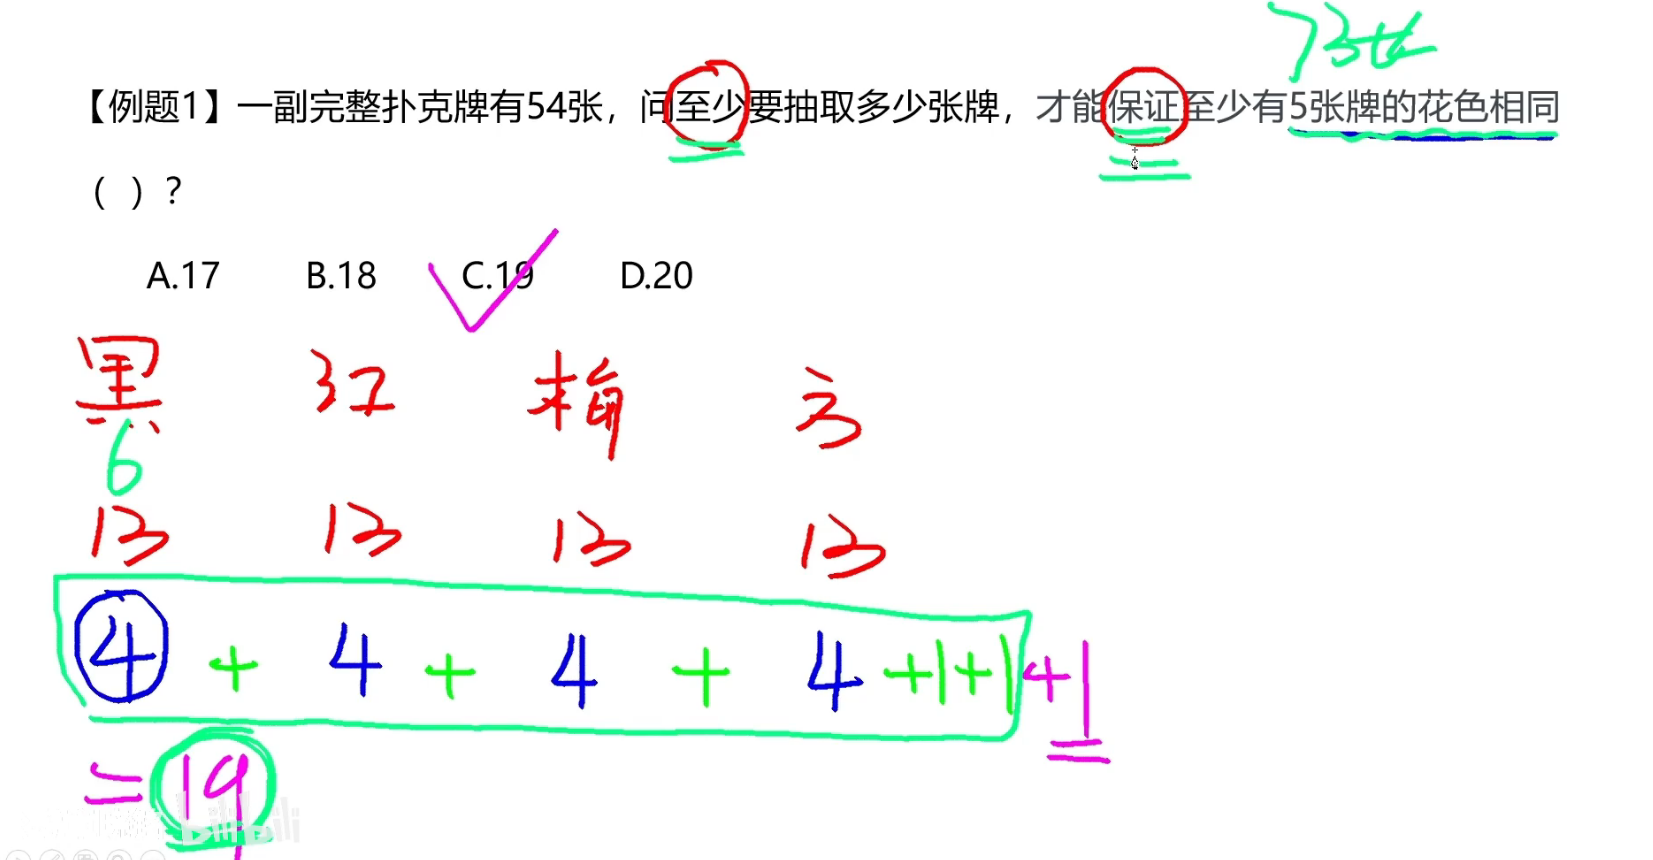 【例题1】一副完整扑克牌有54张，问至少要抽取多少张牌，才能保证至少有5张牌的花色相同
（ ）？
A.17 B.18 C.19 D.20
黑 红 梅 方
6
13 13 13 13
4 + 4 + 4 + 4 +1+1+1
=19
bilibili